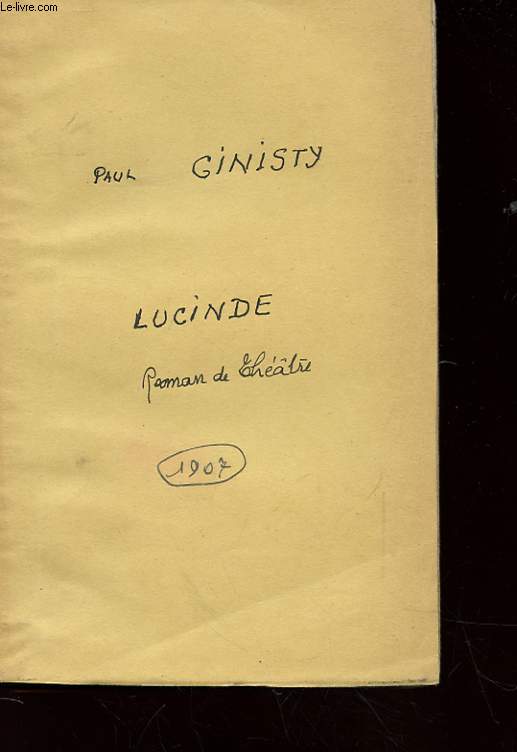 Le-livre.com
PAUL GINISTY
LUCINDE
Roman de Théâtre
1907